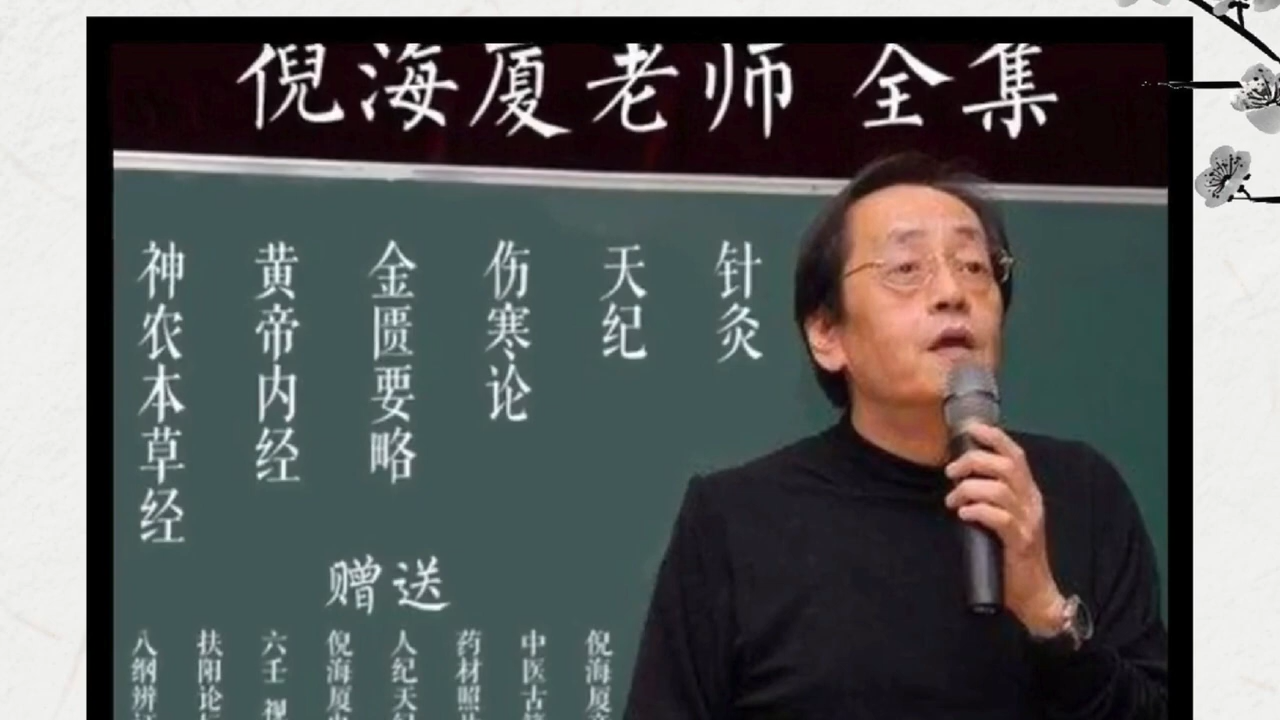 倪海厦老师 全集
神农本草经
黄帝内经
金匮要略
伤寒论
天纪
针灸
赠送
八纲辨
扶阳论
六壬 视
倪海厦
人纪天纪
药材照
中医古
倪海厦